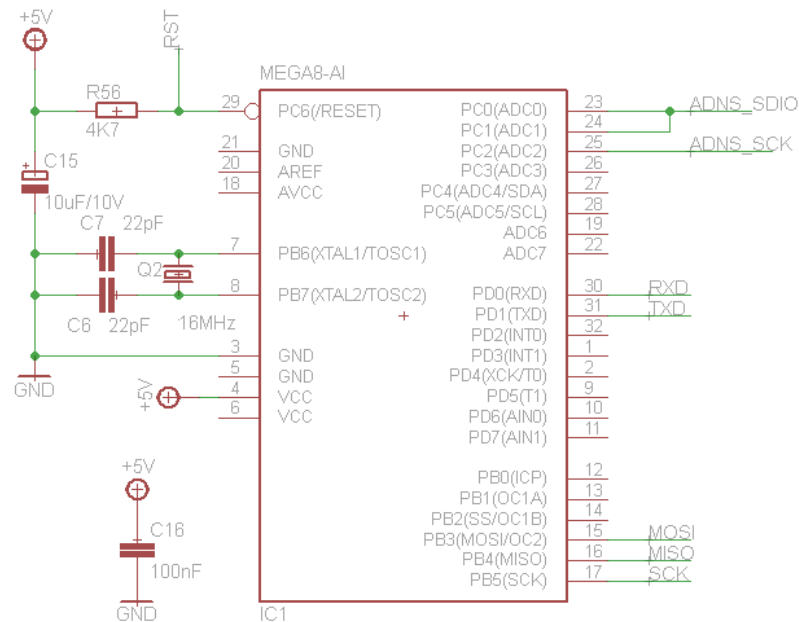 +5V
RST
MEGA8-AI
R56
4K7
29 PC6(/RESET)
21 GND
20 AREF
18 AVCC
C15
10uF/10V
C7 22pF
7 PB6(XTAL1/TOSC1)
Q2
8 PB7(XTAL2/TOSC2)
C6 22pF
16MHz
3 GND
5 GND
4 VCC
6 VCC
GND
+5V
PC0(ADC0) 23 ADNS_SDIO
PC1(ADC1) 24
PC2(ADC2) 25 ADNS_SCK
PC3(ADC3) 26
PC4(ADC4/SDA) 27
PC5(ADC5/SCL) 28
ADC6 19
ADC7 22
PD0(RXD) 30 RXD
PD1(TXD) 31 TXD
PD2(INT0) 32
PD3(INT1) 1
PD4(XCK/T0) 2
PD5(T1) 9
PD6(AIN0) 10
PD7(AIN1) 11
PB0(ICP) 12
PB1(OC1A) 13
PB2(SS/OC1B) 14
PB3(MOSI/OC2) 15 MOSI
PB4(MISO) 16 MISO
PB5(SCK) 17 SCK
+5V
C16
100nF
GND
IC1